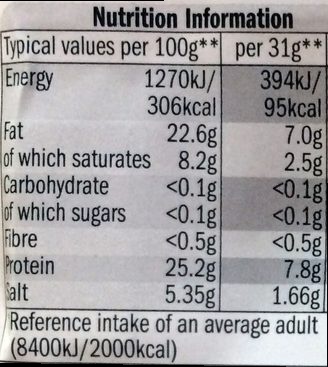 Nutrition Information
Typical values per 100g** per 31g**
Energy 1270kJ/ 394kJ/
306kcal 95kcal
Fat 22.6g 7.0g
of which saturates 8.2g 2.5g
Carbohydrate <0.1g <0.1g
of which sugars <0.1g <0.1g
Fibre <0.5g <0.5g
Protein 25.2g 7.8g
Salt 5.35g 1.66g
Reference intake of an average adult
(8400kJ/2000kcal)